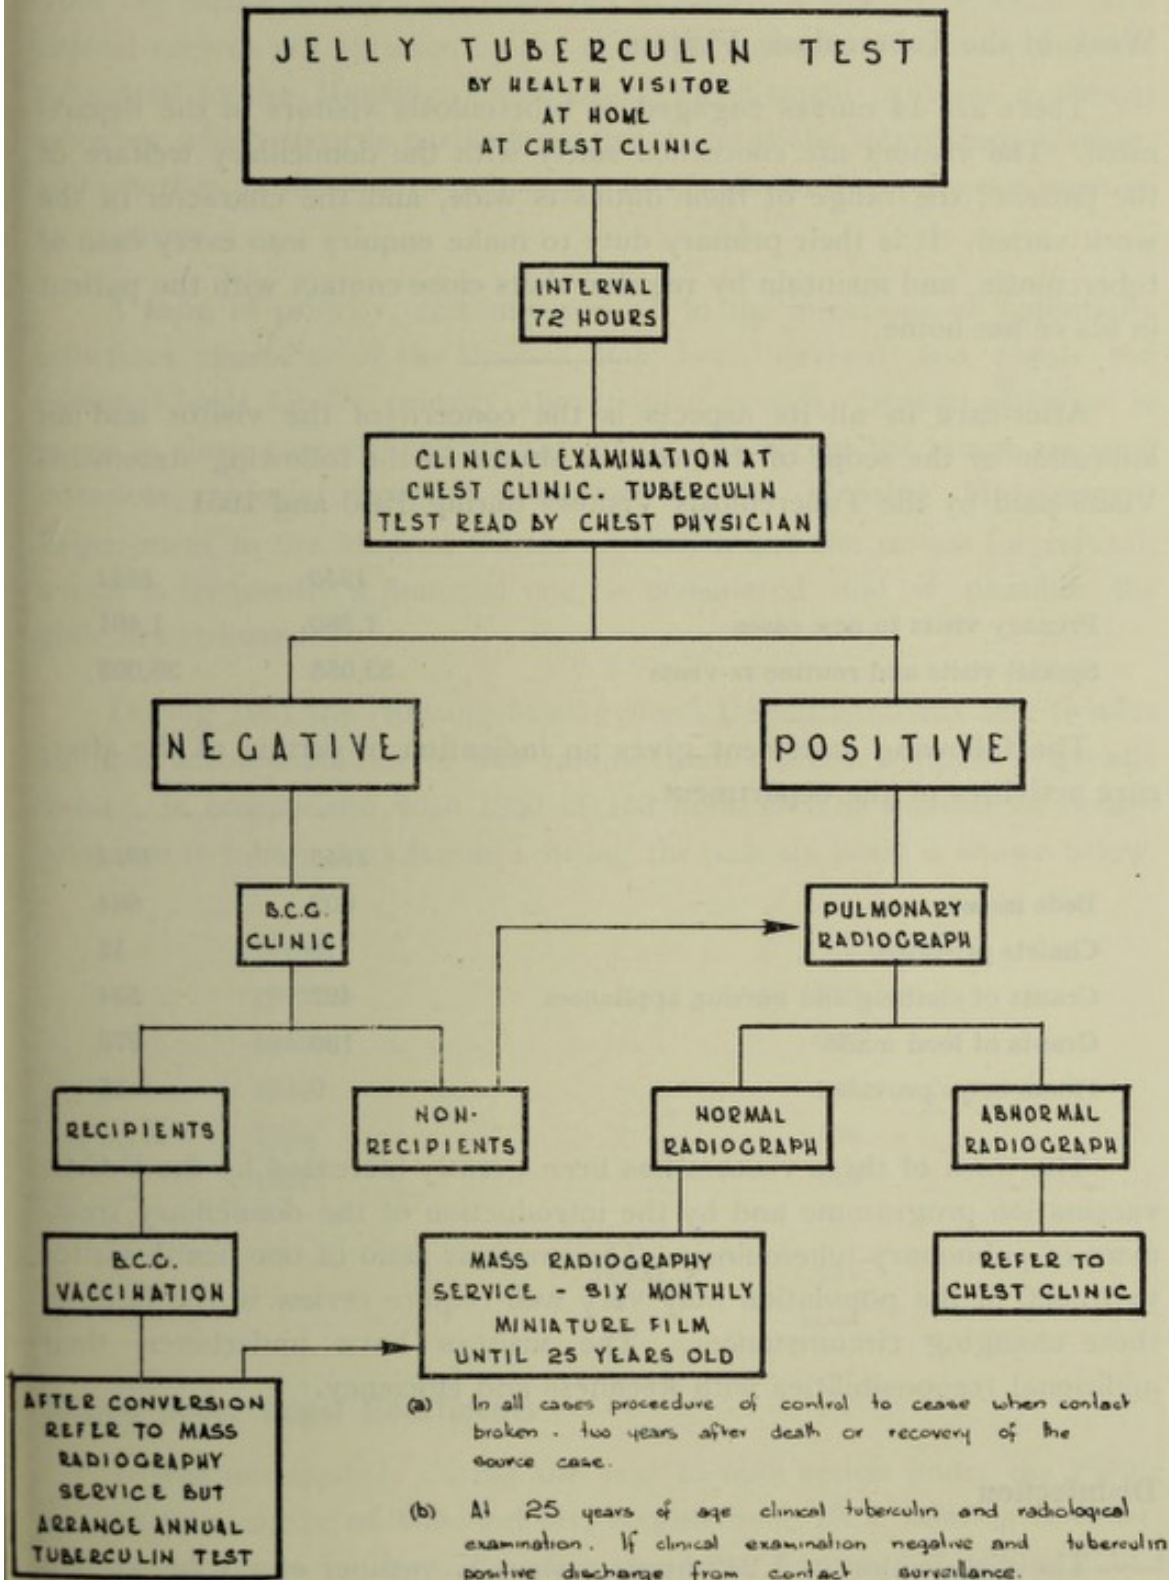 JELLY TUBERCULIN TEST
BY HEALTH VISITOR
AT HOME
AT CHEST CLINIC
INTERVAL
72 HOURS
CLINICAL EXAMINATION AT
CHEST CLINIC. TUBERCULIN
TEST READ BY CHEST PHYSICIAN
NEGATIVE
POSITIVE
B.C.G.
CLINIC
PULMONARY
RADIOGRAPH
RECIPIENTS
NON-
RECIPIENTS
NORMAL
RADIOGRAPH
ABNORMAL
RADIOGRAPH
B.C.G.
VACCINATION
MASS RADIOGRAPHY
SERVICE - SIX MONTHLY
MINIATURE FILM
UNTIL 25 YEARS OLD
REFER TO
CHEST CLINIC
AFTER CONVERSION
REFER TO MASS
RADIOGRAPHY
SERVICE BUT
ARRANGE ANNUAL
TUBERCULIN TEST
(a) In all cases proceedure of control to cease when contact
broken. two years after death or recovery of the
source case.
(b) At 25 years of age clinical tuberculin and radiological
examination. If clinical examination negative and tuberculin
positive discharge from contact surveillance.